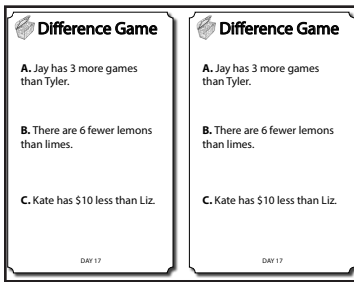 Difference Game
A. Jay has 3 more games
than Tyler.
B. There are 6 fewer lemons
than limes.
C. Kate has $10 less than Liz.
DAY 17
Difference Game
A. Jay has 3 more games
than Tyler.
B. There are 6 fewer lemons
than limes.
C. Kate has $10 less than Liz.
DAY 17